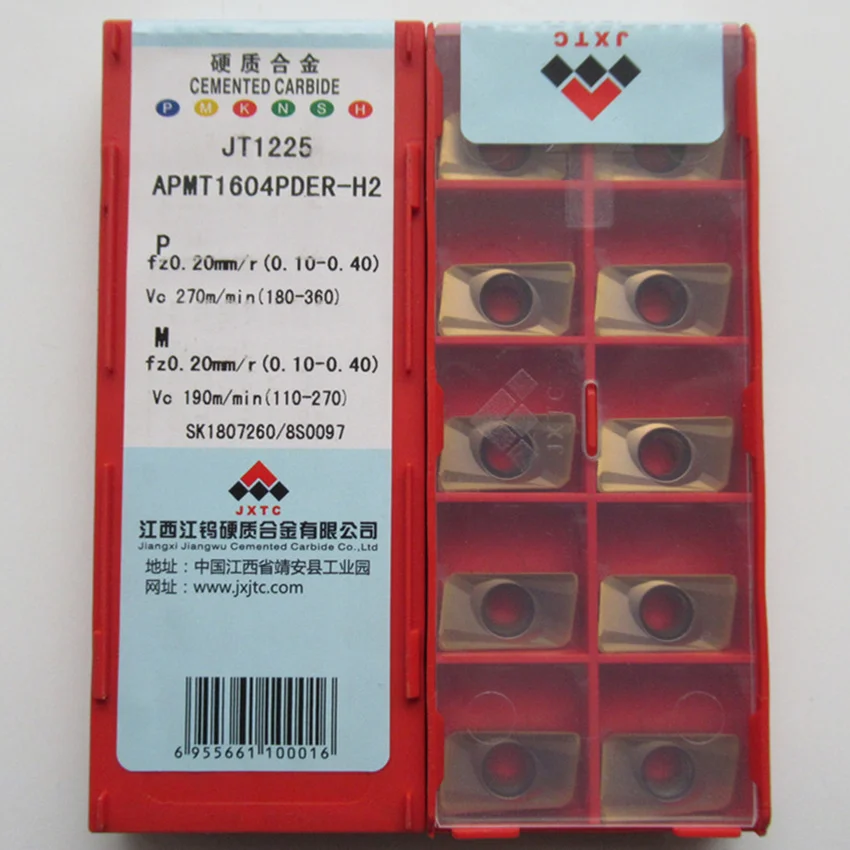 硬质合金
CEMENTED CARBIDE
P M K N S H
JT1225
APMT1604PDER-H2
P
fz0.20mm/r(0.10-0.40)
Vc 270m/min(180-360)
M
fz0.20mm/r(0.10-0.40)
Vc 190m/min(110-270)
SK1807260/8S0097
JXTC
江西江钨硬质合金有限公司
Jiangxi Jiangwu Cemented Carbide Co.,Ltd
地址：中国江西省靖安县工业园
网址：www.jxjtc.com
6 955661 100016
JXTC
JXTC